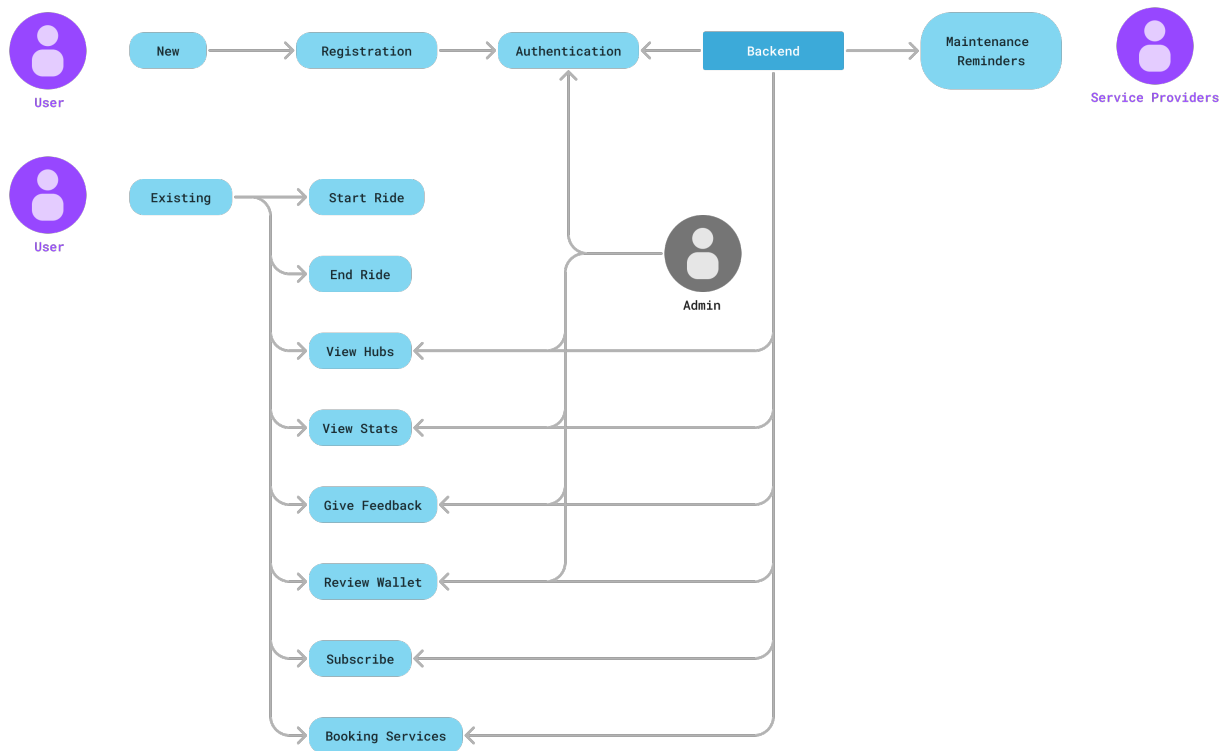 New
Registration
Authentication
Backend
Maintenance
Reminders
User
Service Providers
Existing
Start Ride
User
End Ride
Admin
View Hubs
View Stats
Give Feedback
Review Wallet
Subscribe
Booking Services